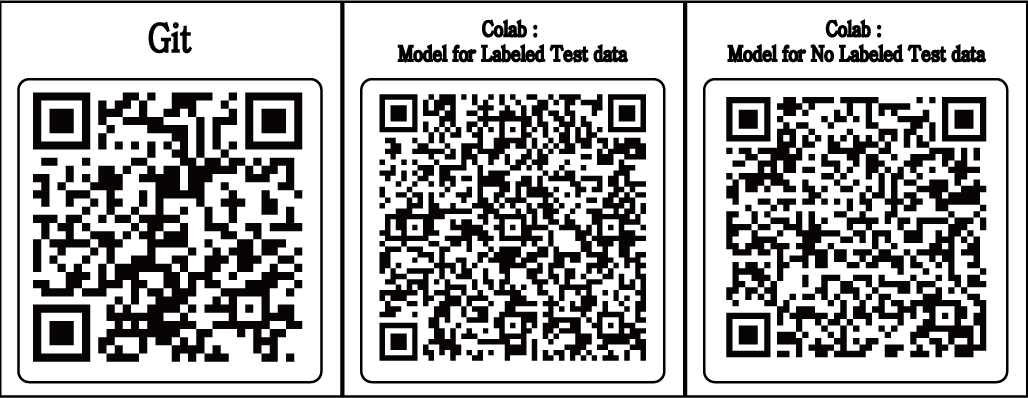 Git
Colab :
Model for Labeled Test data
Colab :
Model for No Labeled Test data